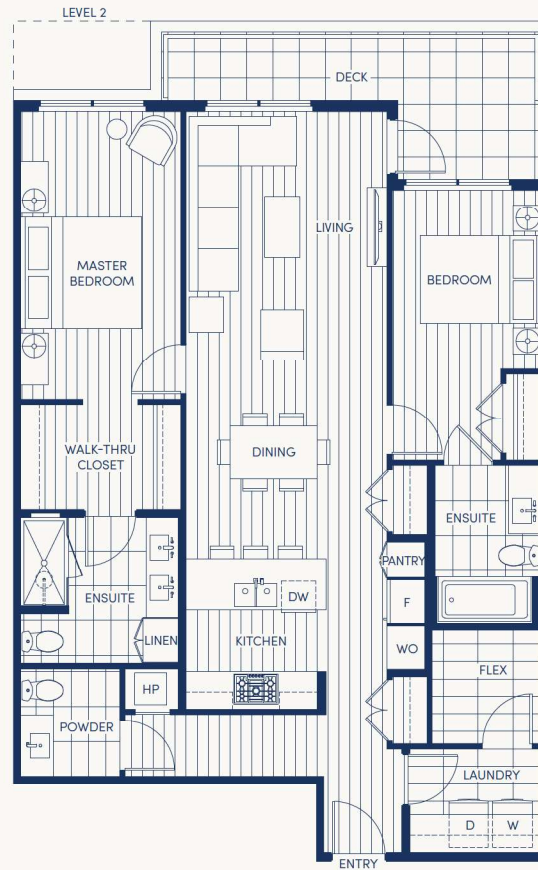 LEVEL 2
DECK
LIVING
MASTER
BEDROOM
BEDROOM
WALK-THRU
CLOSET
DINING
ENSUITE
PANTRY
ENSUITE
DW
F
LINEN
KITCHEN
WO
FLEX
HP
POWDER
LAUNDRY
D
W
ENTRY